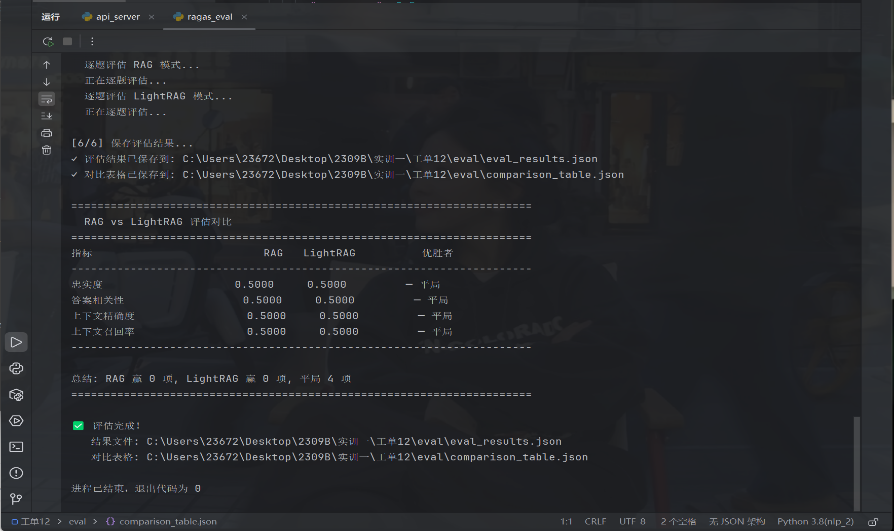 运行 api_server × ragas_eval ×
逐题评估 RAG 模式...
正在逐题评估...
逐题评估 LightRAG 模式...
正在逐题评估...
[6/6] 保存评估结果...
✓ 评估结果已保存到: C:\Users\23672\Desktop\2309B\实训一\工单12\eval\eval_results.json
✓ 对比表格已保存到: C:\Users\23672\Desktop\2309B\实训一\工单12\eval\comparison_table.json
======================================================================
RAG vs LightRAG 评估对比
======================================================================
指标 RAG LightRAG 优胜者
----------------------------------------------------------------------
忠实度 0.5000 0.5000 — 平局
答案相关性 0.5000 0.5000 — 平局
上下文精确度 0.5000 0.5000 — 平局
上下文召回率 0.5000 0.5000 — 平局
----------------------------------------------------------------------
总结: RAG 赢 0 项, LightRAG 赢 0 项, 平局 4 项
======================================================================
✅ 评估完成!
结果文件: C:\Users\23672\Desktop\2309B\实训一\工单12\eval\eval_results.json
对比表格: C:\Users\23672\Desktop\2309B\实训一\工单12\eval\comparison_table.json
进程已结束，退出代码为 0
工单12 > eval > {} comparison_table.json 1:1 CRLF UTF-8 2 个空格 无 JSON 架构 Python 3.8(nlp_2)